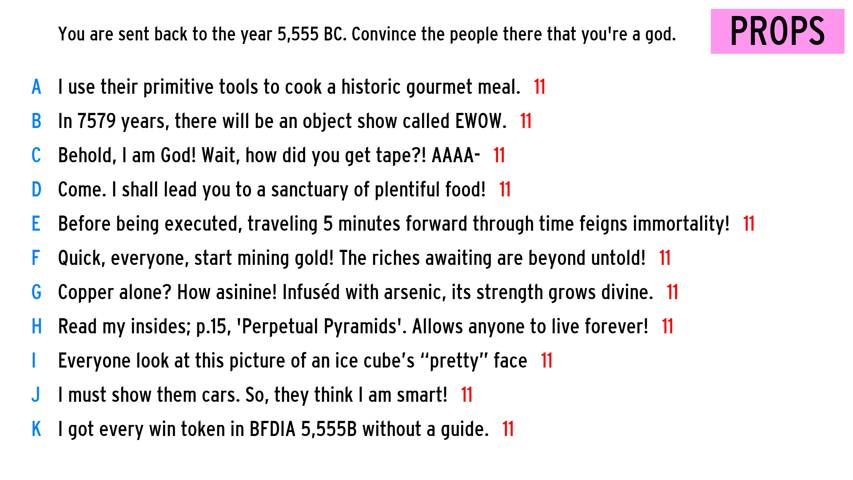 You are sent back to the year 5,555 BC. Convince the people there that you're a god.
PROPS
A I use their primitive tools to cook a historic gourmet meal. 11
B In 7579 years, there will be an object show called EWOW. 11
C Behold, I am God! Wait, how did you get tape?! AAAA- 11
D Come. I shall lead you to a sanctuary of plentiful food! 11
E Before being executed, traveling 5 minutes forward through time feigns immortality! 11
F Quick, everyone, start mining gold! The riches awaiting are beyond untold! 11
G Copper alone? How asinine! Infuséd with arsenic, its strength grows divine. 11
H Read my insides; p.15, 'Perpetual Pyramids'. Allows anyone to live forever! 11
I Everyone look at this picture of an ice cube’s “pretty” face 11
J I must show them cars. So, they think I am smart! 11
K I got every win token in BFDIA 5,555B without a guide. 11